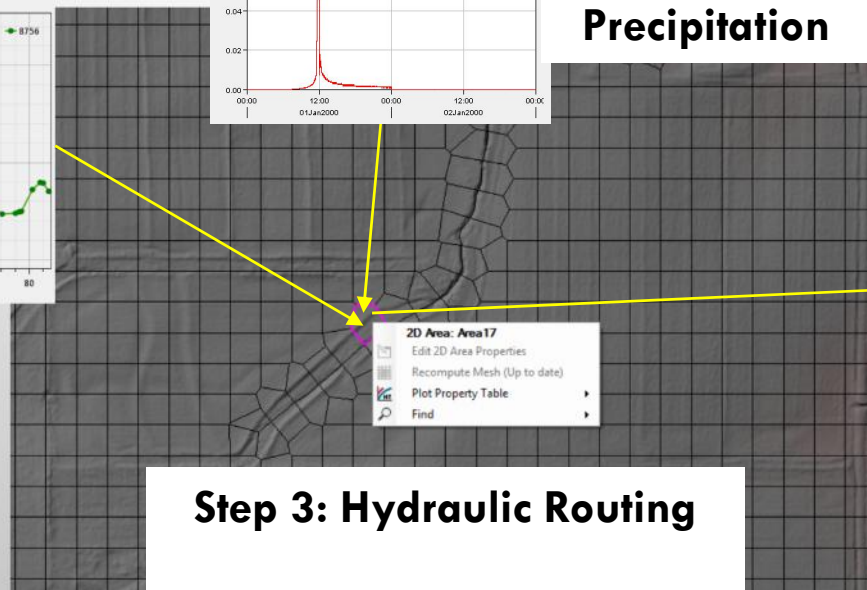 8756
80
0.04
0.02
0.00
00:00 12:00 00:00 12:00 00:0
01Jan2000 02Jan2000
Precipitation
2D Area: Area17
Edit 2D Area Properties
Recompute Mesh (Up to date)
Plot Property Table
Find
Step 3: Hydraulic Routing